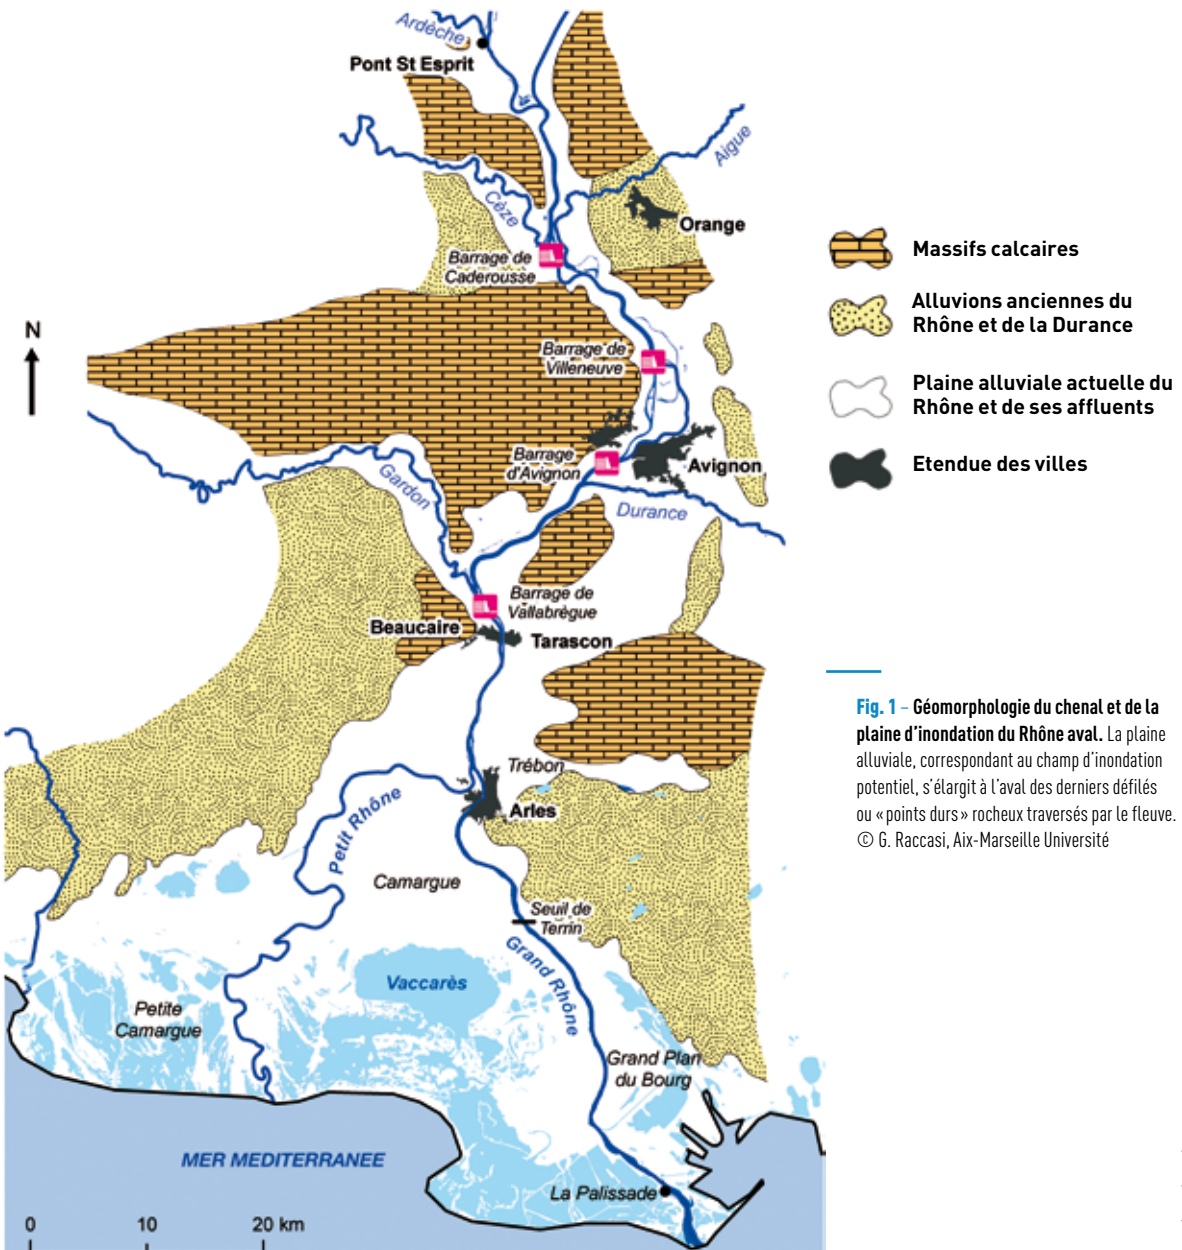 Ardèche
Pont St Esprit
Aigue
Cèze
Orange
Barrage de
Caderousse
Massifs calcaires
Alluvions anciennes du
Rhône et de la Durance
N
Barrage de
Villeneuve
Plaine alluviale actuelle du
Rhône et de ses affluents
Barrage
d'Avignon
Avignon
Etendue des villes
Gardon
Durance
Barrage de
Vallabrègue
Beaucaire
Tarascon
Fig. 1 – Géomorphologie du chenal et de la
plaine d'inondation du Rhône aval. La plaine
alluviale, correspondant au champ d'inondation
potentiel, s'élargit à l'aval des derniers défilés
ou « points durs » rocheux traversés par le fleuve.
© G. Raccasi, Aix-Marseille Université
Trébon
Arles
Petit Rhône
Camargue
Seuil de
Terrin
Grand Rhône
Vaccarès
Petite
Camargue
Grand Plan
du Bourg
MER MEDITERRANEE
La Palissade
0 10 20 km